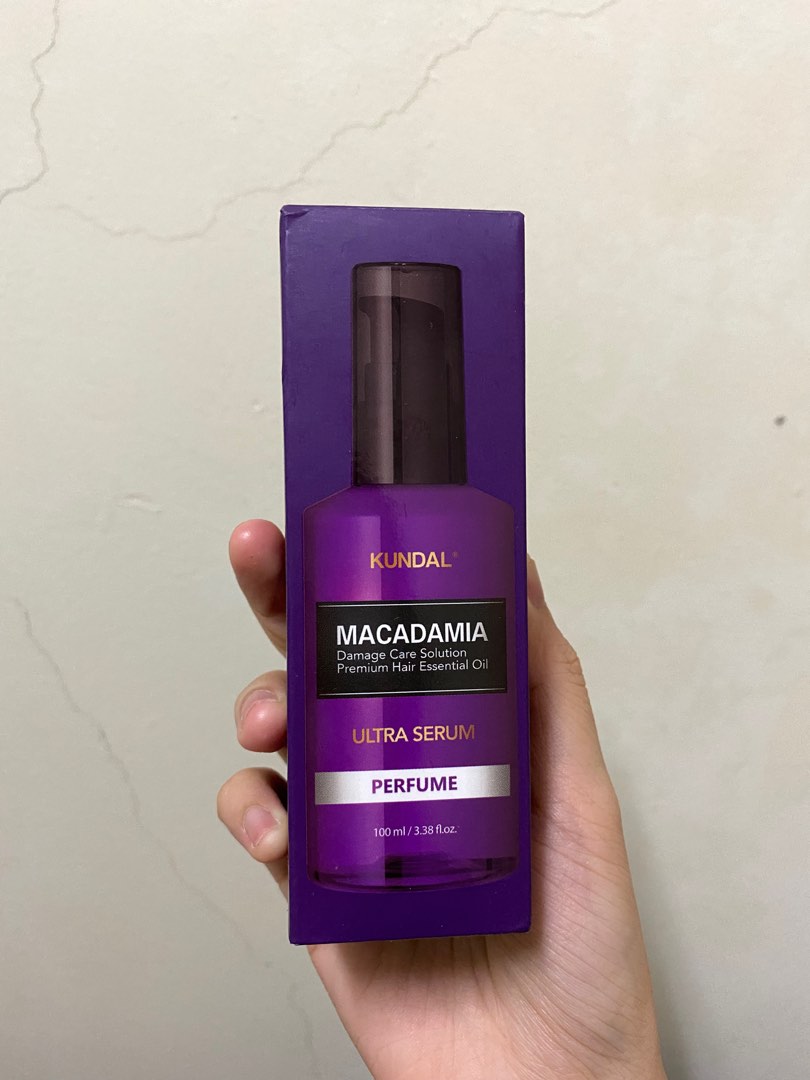 KUNDAL®
MACADAMIA
Damage Care Solution
Premium Hair Essential Oil
ULTRA SERUM
PERFUME
100 ml / 3.38 fl.oz.